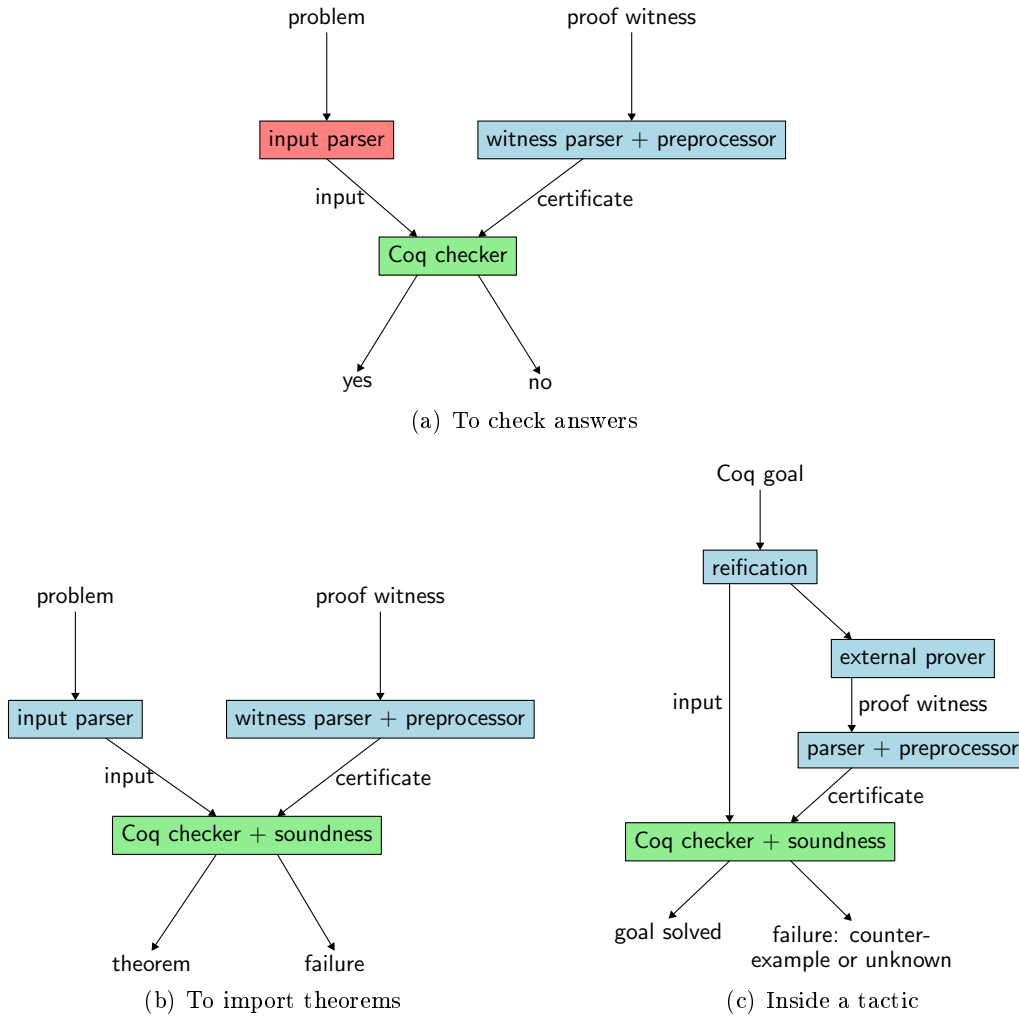 problem
proof witness
input parser
witness parser + preprocessor
input
certificate
Coq checker
yes
no
(a) To check answers
problem
proof witness
input parser
witness parser + preprocessor
input
certificate
Coq checker + soundness
theorem
failure
(b) To import theorems
Coq goal
reification
external prover
input
proof witness
parser + preprocessor
certificate
Coq checker + soundness
goal solved
failure: counter-
example or unknown
(c) Inside a tactic